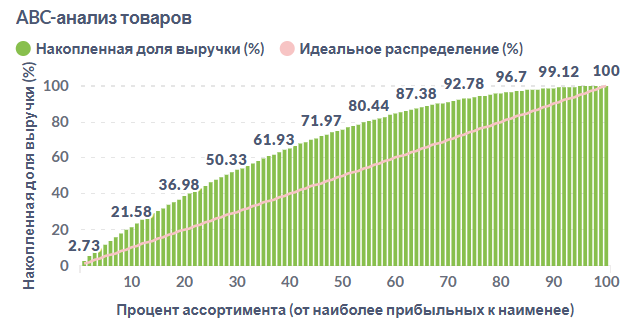 ABC-анализ товаров
Накопленная доля выручки (%) Идеальное распределение (%)
Накопленная доля выручки (%)
100
80
60
40
20
0
2.73 21.58 36.98 50.33 61.93 71.97 80.44 87.38 92.78 96.7 99.12 100
10 20 30 40 50 60 70 80 90 100
Процент ассортимента (от наиболее прибыльных к наименее)